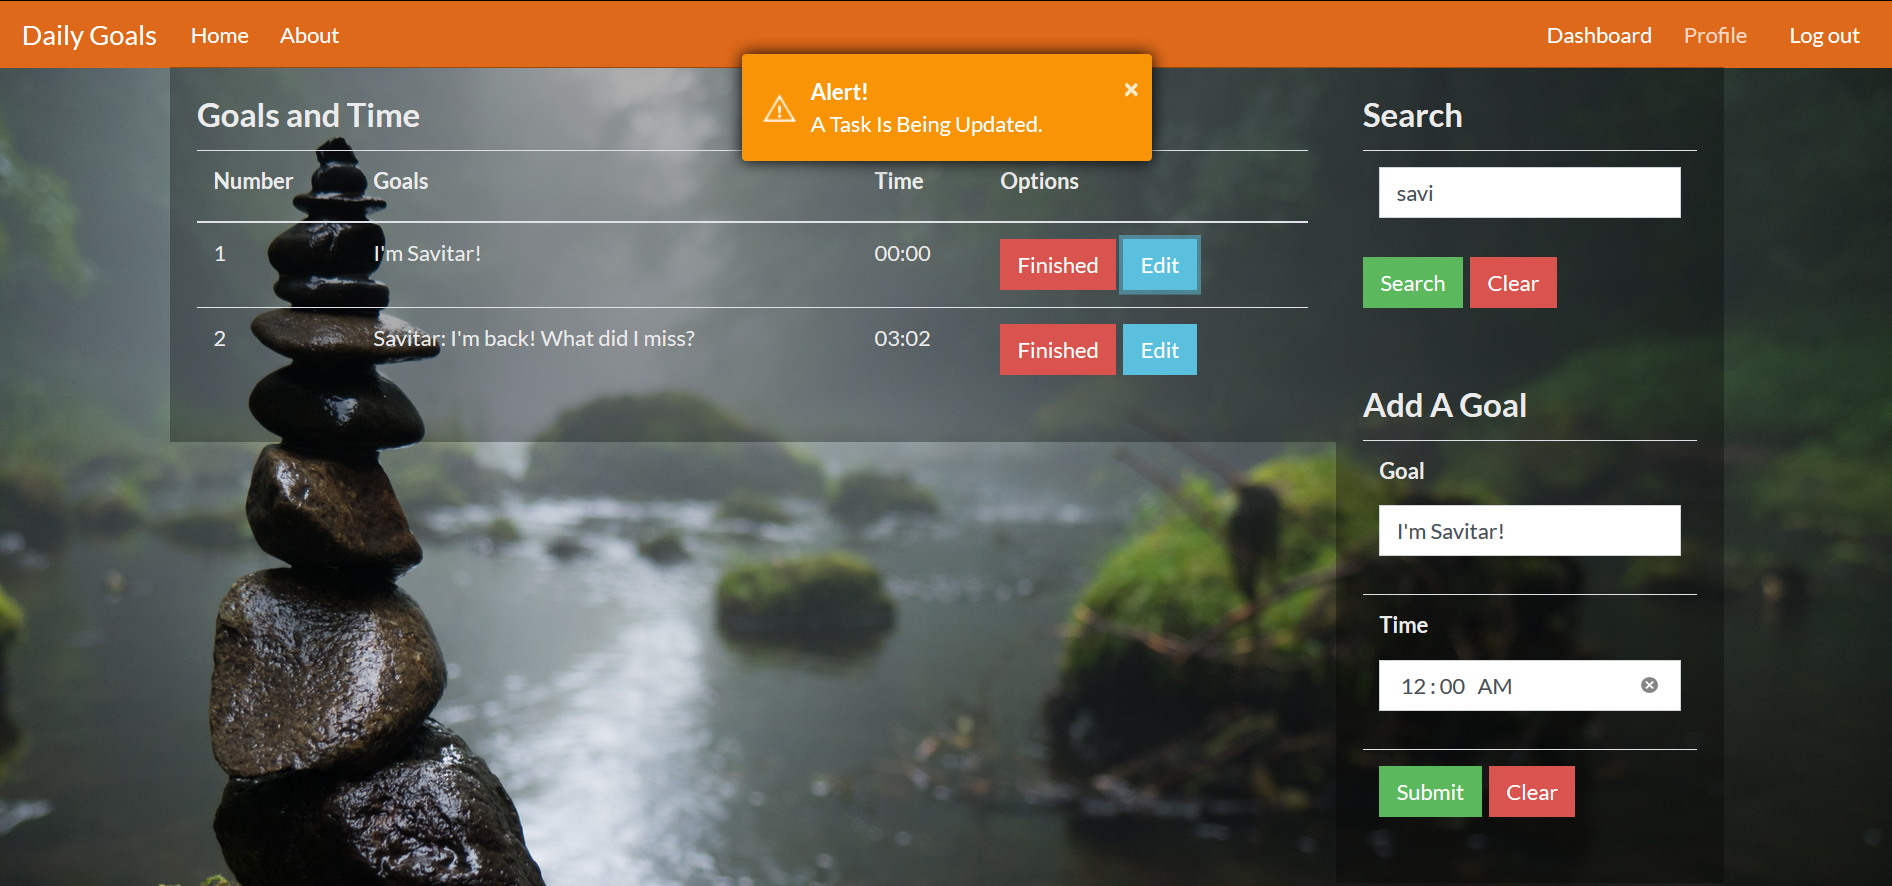 Daily Goals Home About Dashboard Profile Log out
Alert! ×
A Task Is Being Updated.
Goals and Time
Number Goals Time Options
1 I'm Savitar! 00:00 Finished Edit
2 Savitar: I'm back! What did I miss? 03:02 Finished Edit
Search
savi
Search Clear
Add A Goal
Goal
I'm Savitar!
Time
12:00 AM
Submit Clear